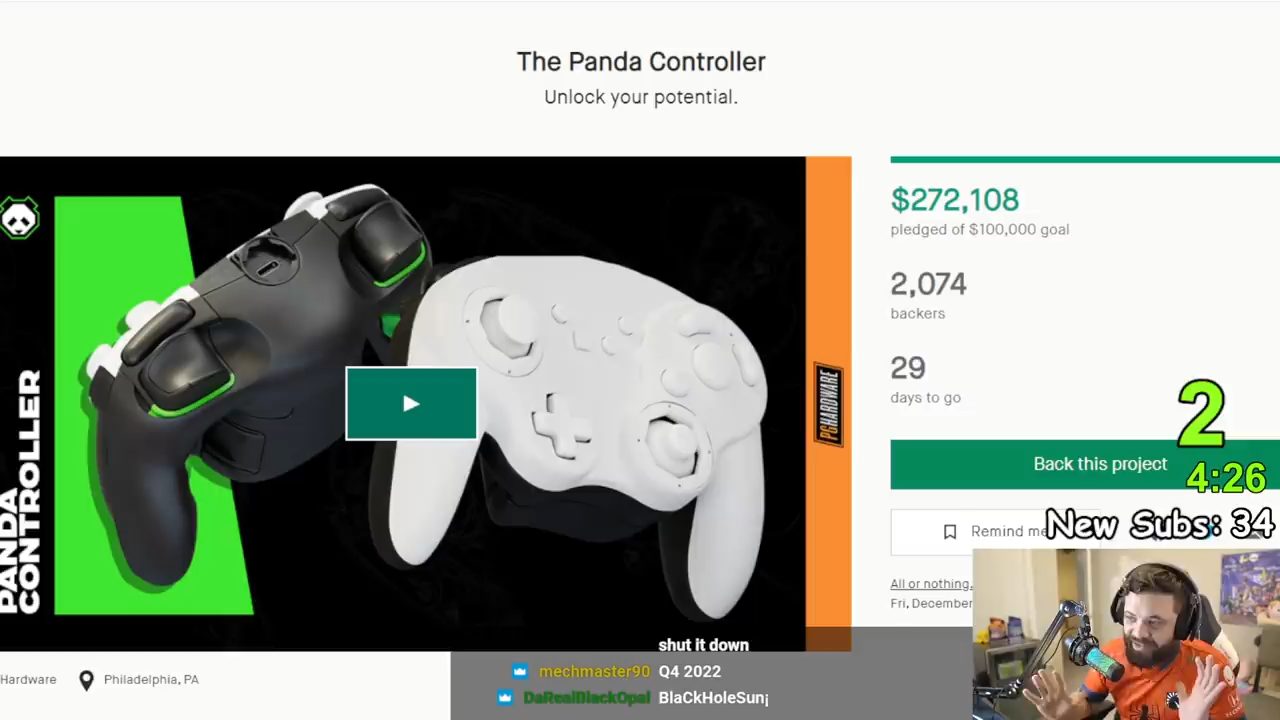 The Panda Controller
Unlock your potential.
PANDA
CONTROLLER
PGHARDWARE
$272,108
pledged of $100,000 goal
2,074
backers
29
days to go
Back this project
Remind me
All or nothing.
Fri, December
2
4:26
New Subs: 34
Hardware
Philadelphia, PA
shut it down
mechmaster90 Q4 2022
DaRealBlackOpal BlaCkHoleSun¡